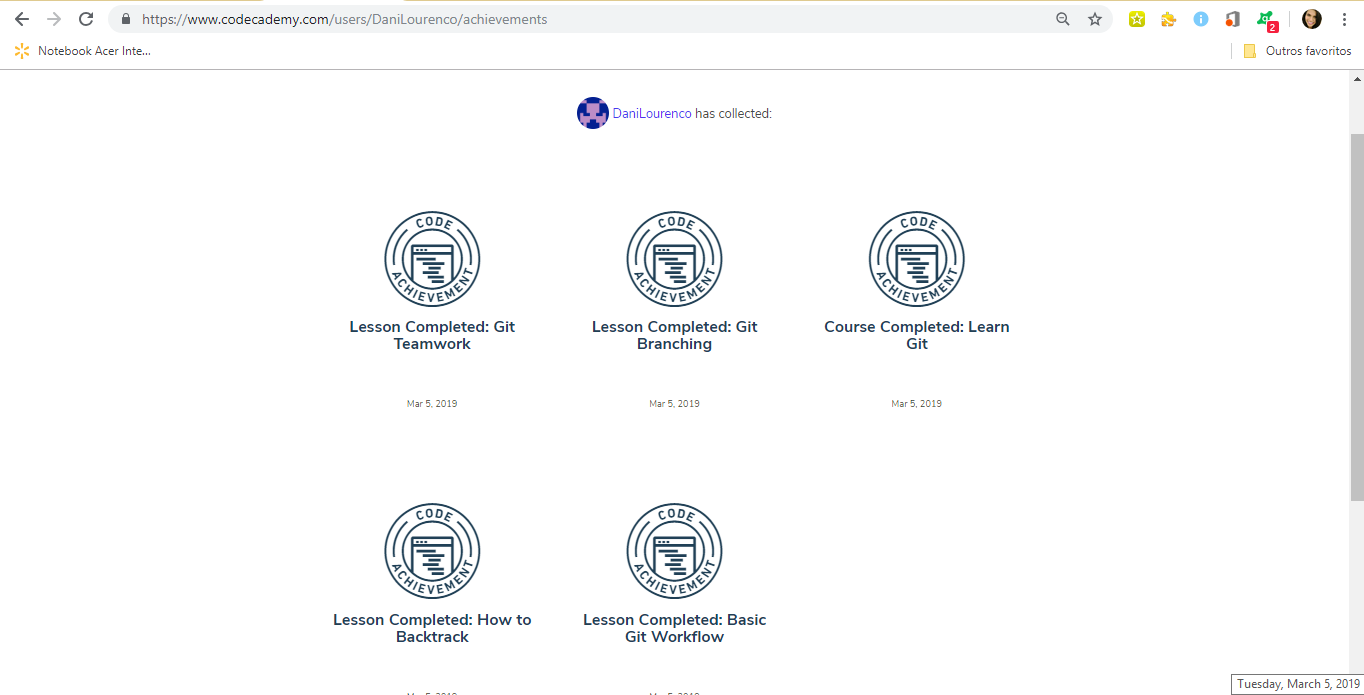 https://www.codecademy.com/users/DaniLourenco/achievements
2
Notebook Acer Inte...
Outros favoritos
DaniLourenco has collected:
CODE ACHIEVEMENT
CODE ACHIEVEMENT
CODE ACHIEVEMENT
Lesson Completed: Git
Teamwork
Lesson Completed: Git
Branching
Course Completed: Learn
Git
Mar 5, 2019
Mar 5, 2019
Mar 5, 2019
CODE ACHIEVEMENT
CODE ACHIEVEMENT
Lesson Completed: How to
Backtrack
Lesson Completed: Basic
Git Workflow
Tuesday, March 5, 2019